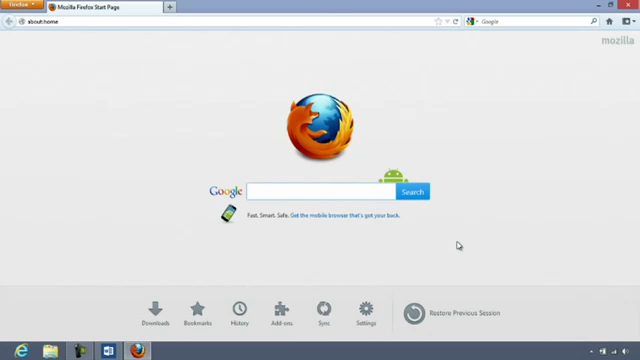 Firefox
Mozilla Firefox Start Page
about:home
Google
mozilla
Google
Search
Fast. Smart. Safe. Get the mobile browser that's got your back.
Downloads
Bookmarks
History
Add-ons
Sync
Settings
Restore Previous Session